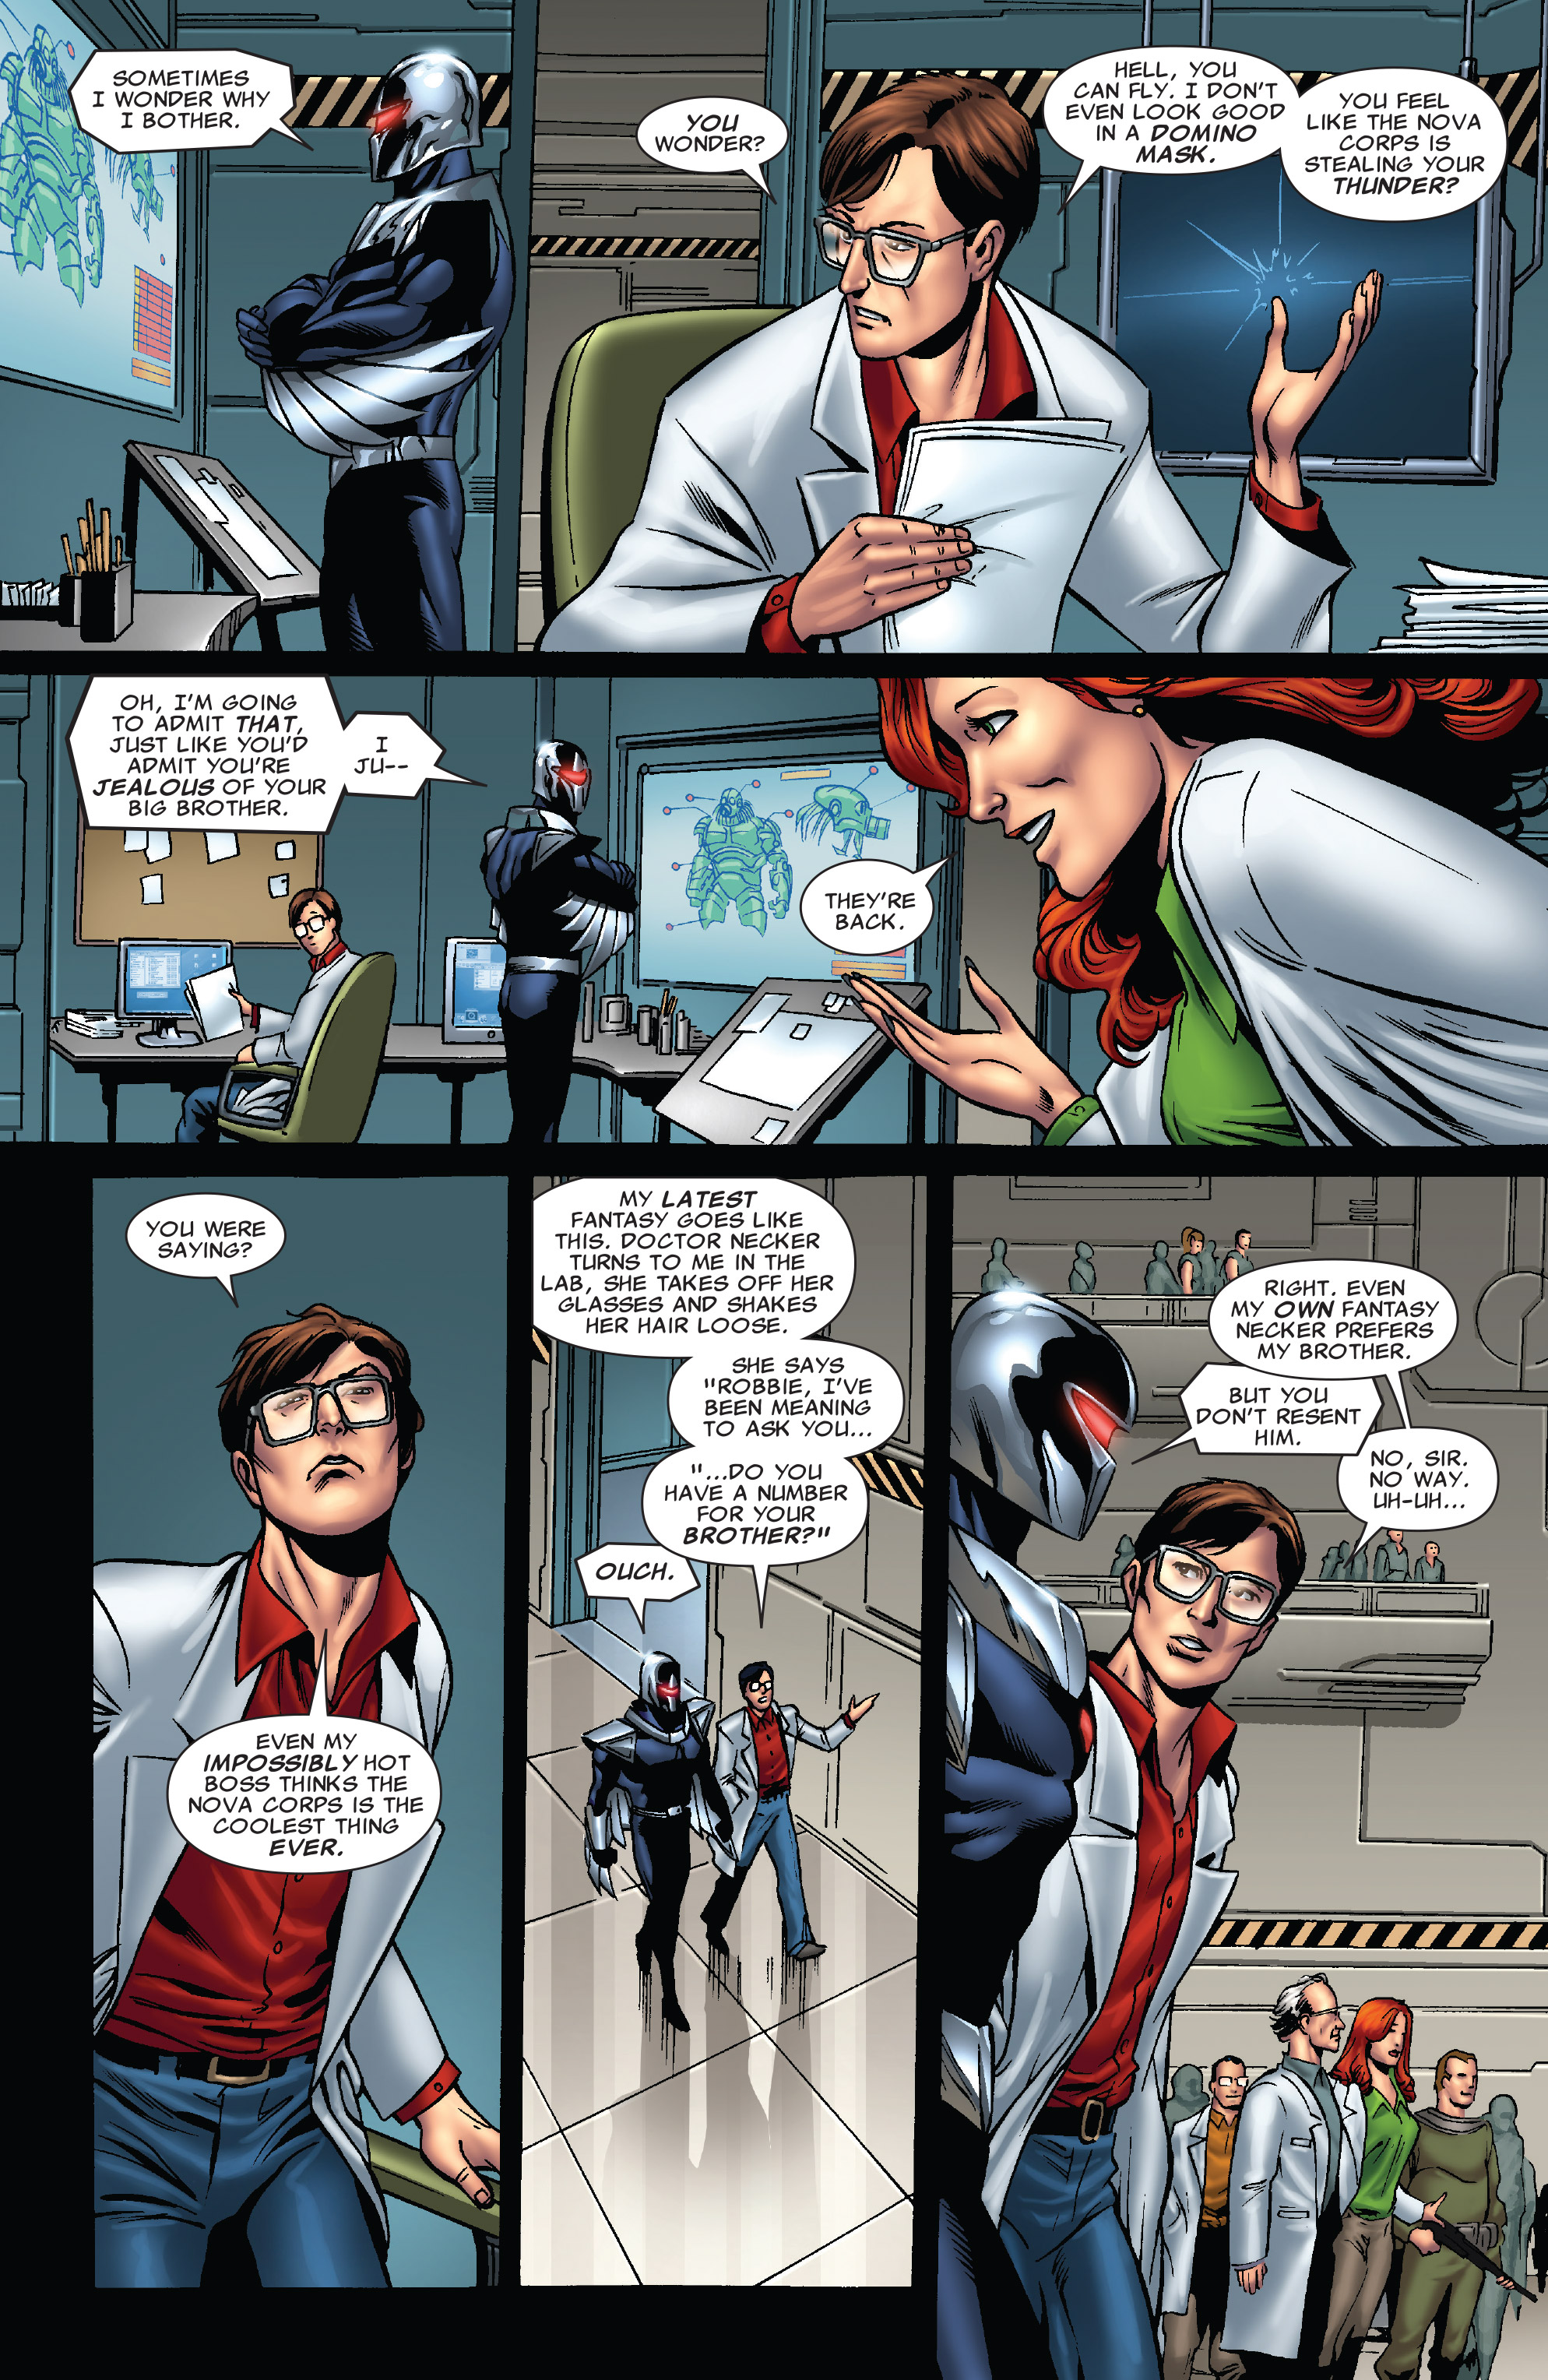 SOMETIMES
I WONDER WHY
I BOTHER.
YOU
WONDER?
HELL, YOU
CAN FLY. I DON'T
EVEN LOOK GOOD
IN A DOMINO
MASK.
YOU FEEL
LIKE THE NOVA
CORPS IS
STEALING YOUR
THUNDER?
OH, I'M GOING
TO ADMIT THAT,
JUST LIKE YOU'D
ADMIT YOU'RE
JEALOUS OF YOUR
BIG BROTHER.
I
JU--
THEY'RE
BACK.
YOU WERE
SAYING?
EVEN MY
IMPOSSIBLY HOT
BOSS THINKS THE
NOVA CORPS IS THE
COOLEST THING
EVER.
MY LATEST
FANTASY GOES LIKE
THIS. DOCTOR NECKER
TURNS TO ME IN THE
LAB, SHE TAKES OFF HER
GLASSES AND SHAKES
HER HAIR LOOSE.
SHE SAYS
"ROBBIE, I'VE
BEEN MEANING
TO ASK YOU...
"...DO YOU
HAVE A NUMBER
FOR YOUR
BROTHER?"
OUCH.
RIGHT. EVEN
MY OWN FANTASY
NECKER PREFERS
MY BROTHER.
BUT YOU
DON'T RESENT
HIM.
NO, SIR.
NO WAY.
UH-UH...